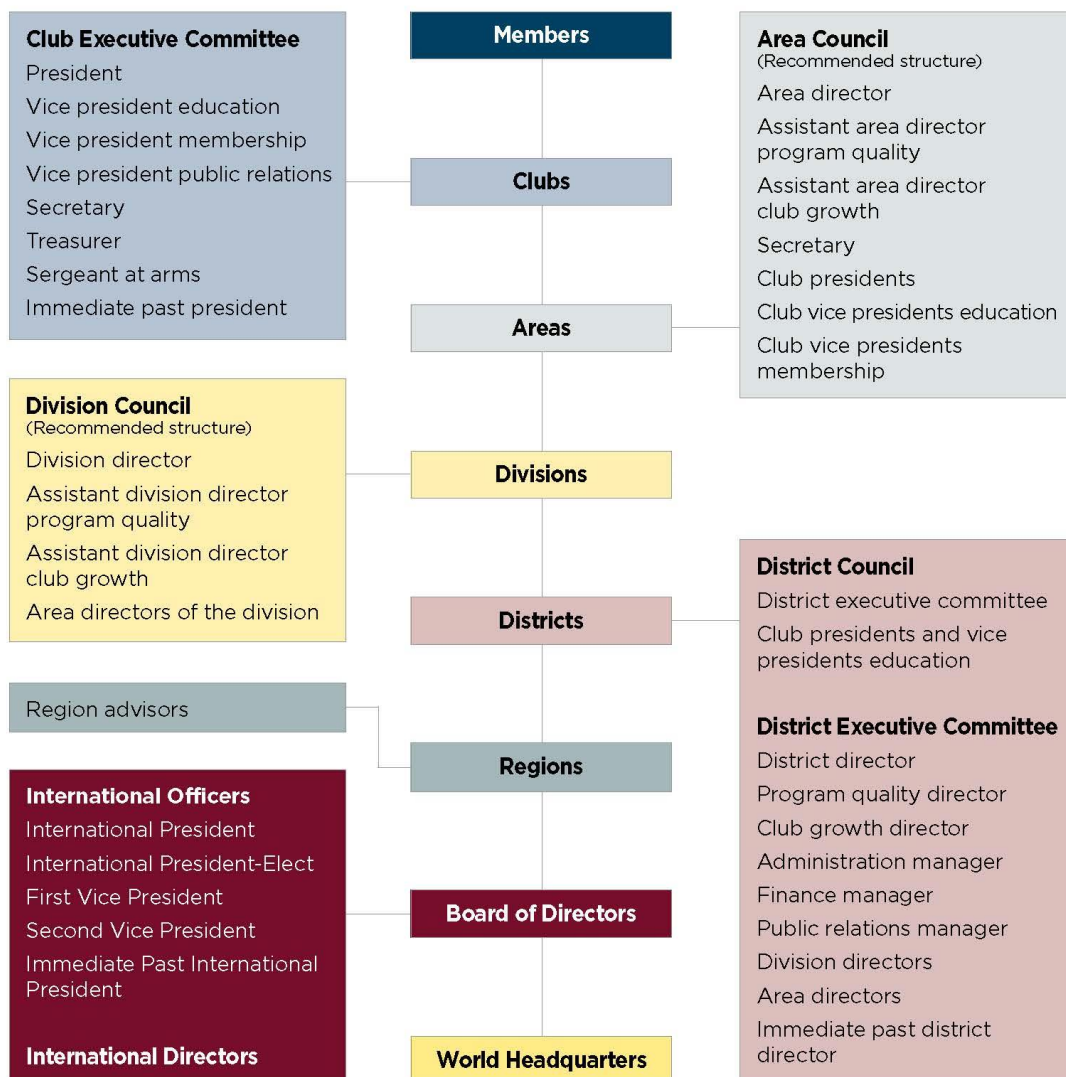 Members
Club Executive Committee
President
Vice president education
Vice president membership
Vice president public relations
Secretary
Treasurer
Sergeant at arms
Immediate past president
Clubs
Area Council
(Recommended structure)
Area director
Assistant area director
program quality
Assistant area director
club growth
Secretary
Club presidents
Club vice presidents education
Club vice presidents
membership
Areas
Division Council
(Recommended structure)
Division director
Assistant division director
program quality
Assistant division director
club growth
Area directors of the division
Divisions
Districts
District Council
District executive committee
Club presidents and vice
presidents education
District Executive Committee
District director
Program quality director
Club growth director
Administration manager
Finance manager
Public relations manager
Division directors
Area directors
Immediate past district
director
Region advisors
Regions
International Officers
International President
International President-Elect
First Vice President
Second Vice President
Immediate Past International
President
International Directors
Board of Directors
World Headquarters